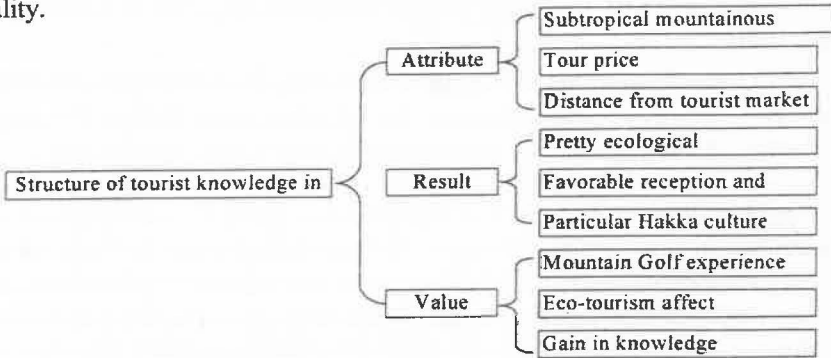 ality.
Structure of tourist knowledge in
Attribute
Subtropical mountainous
Tour price
Distance from tourist market
Result
Pretty ecological
Favorable reception and
Particular Hakka culture
Value
Mountain Golf experience
Eco-tourism affect
Gain in knowledge